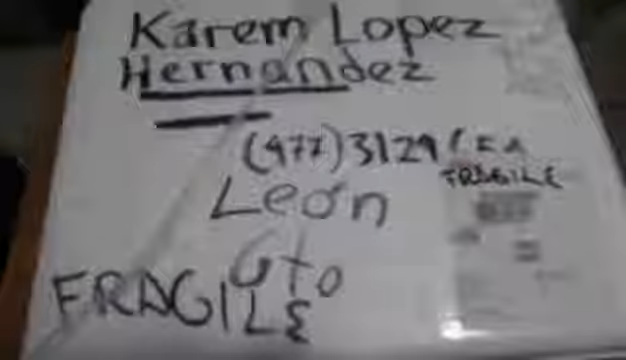 Karem Lopez
Hernandez
(477)3129
FRAGILE
León
Gto
FRAGILE